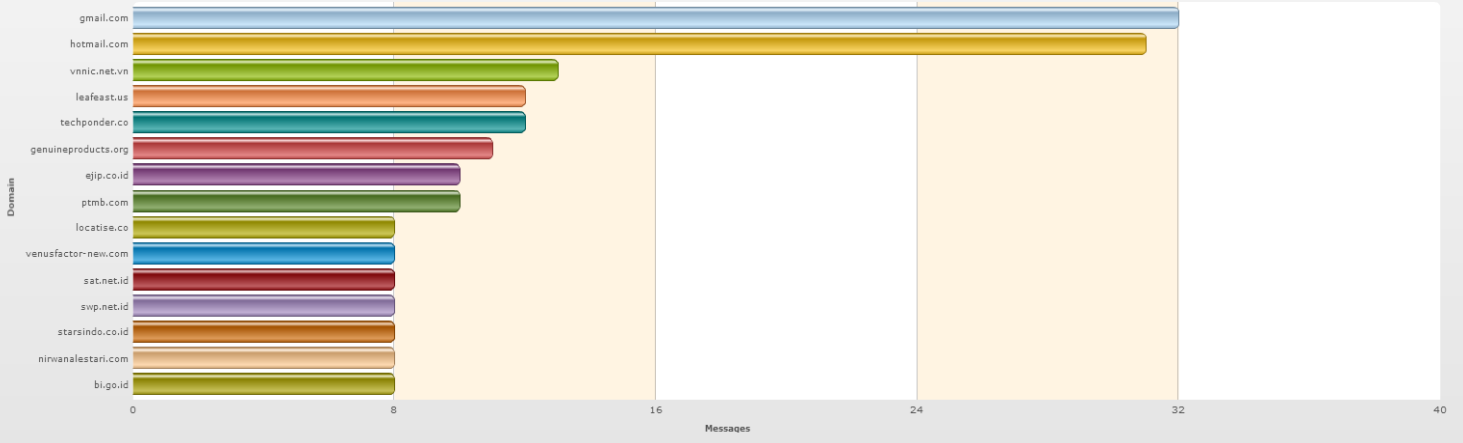 gmail.com
hotmail.com
vnnic.net.vn
leafeast.us
techponder.co
genuineproducts.org
ejip.co.id
ptmb.com
locatise.co
venusfactor-new.com
sat.net.id
swp.net.id
starsindo.co.id
nirwanalestari.com
bi.go.id
Domain
0 8 16 24 32 40
Messages